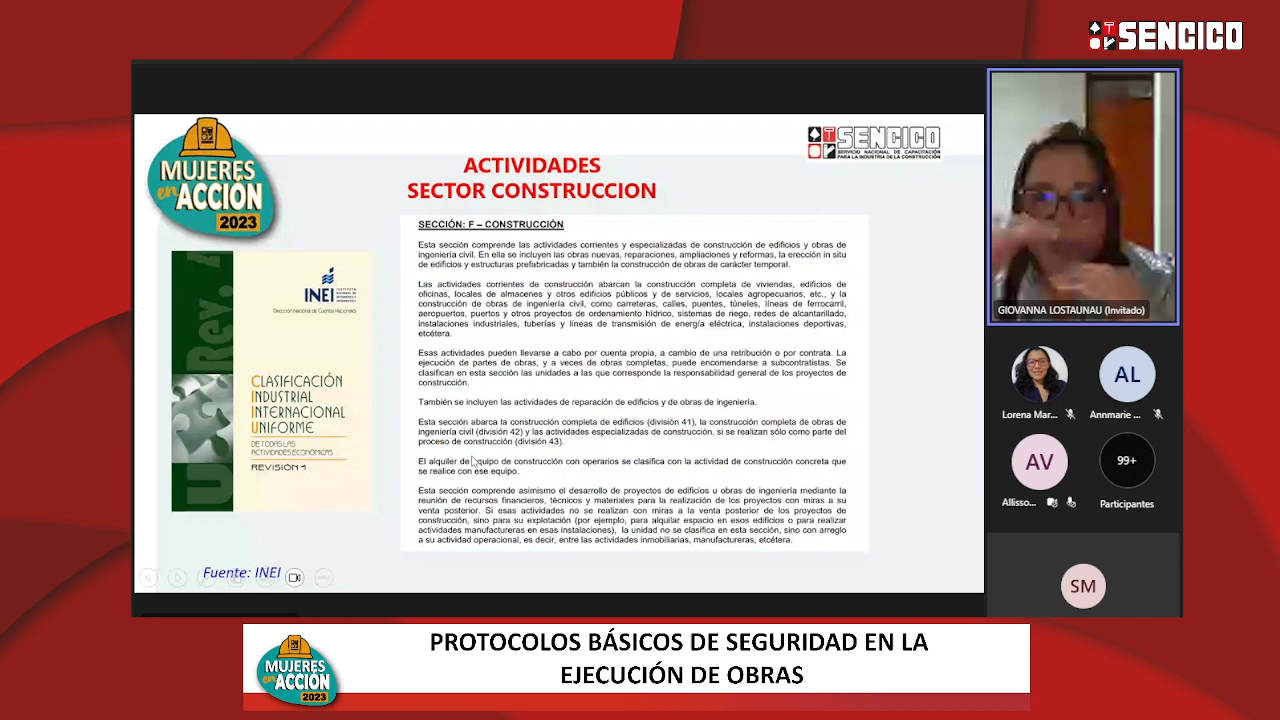 SENCICO
MUJERES
en ACCIÓN
2023
SENCICO
SERVICIO NACIONAL DE CAPACITACIÓN
PARA LA INDUSTRIA DE LA CONSTRUCCIÓN
ACTIVIDADES
SECTOR CONSTRUCCION
INEI
Dirección Nacional de Cuentas Nacionales
CLASIFICACIÓN
INDUSTRIAL
INTERNACIONAL
UNIFORME
DE TODAS LAS
ACTIVIDADES ECONÓMICAS
REVISIÓN 4
SECCIÓN: F – CONSTRUCCIÓN
Esta sección comprende las actividades corrientes y especializadas de construcción de edificios y obras de
ingeniería civil. En ella se incluyen las obras nuevas, reparaciones, ampliaciones y reformas, la erección in situ
de edificios y estructuras prefabricadas y también la construcción de obras de carácter temporal.
Las actividades corrientes de construcción abarcan la construcción completa de viviendas, edificios de
oficinas, locales de almacenes y otros edificios públicos y de servicios, locales agropecuarios, etc., y la
construcción de obras de ingeniería civil, como carreteras, calles, puentes, túneles, líneas de ferrocarril,
aeropuertos, puertos y otros proyectos de ordenamiento hídrico, sistemas de riego, redes de alcantarillado,
instalaciones industriales, tuberías y líneas de transmisión de energía eléctrica, instalaciones deportivas,
etcétera.
Esas actividades pueden llevarse a cabo por cuenta propia, a cambio de una retribución o por contrata. La
ejecución de partes de obras, y a veces de obras completas, puede encomendarse a subcontratistas. Se
clasifican en esta sección las unidades a las que corresponde la responsabilidad general de los proyectos de
construcción.
También se incluyen las actividades de reparación de edificios y de obras de ingeniería.
Esta sección abarca la construcción completa de edificios (división 41), la construcción completa de obras de
ingeniería civil (división 42) y las actividades especializadas de construcción, si se realizan sólo como parte del
proceso de construcción (división 43).
El alquiler de equipo de construcción con operarios se clasifica con la actividad de construcción concreta que
se realice con ese equipo.
Esta sección comprende asimismo el desarrollo de proyectos de edificios u obras de ingeniería mediante la
reunión de recursos financieros, técnicos y materiales para la realización de los proyectos con miras a su
venta posterior. Si esas actividades no se realizan con miras a la venta posterior de los proyectos de
construcción, sino para su explotación (por ejemplo, para alquilar espacio en esos edificios o para realizar
actividades manufactureras en esas instalaciones), la unidad no se clasifica en esta sección, sino con arreglo
a su actividad operacional, es decir, entre las actividades inmobiliarias, manufactureras, etcétera.
Fuente: INEI
GIOVANNA LOSTAUNAU (Invitado)
Lorena Mar...
AL
Annmarie ...
AV
Allisso...
99+
Participantes
SM
MUJERES
en ACCIÓN
2023
PROTOCOLOS BÁSICOS DE SEGURIDAD EN LA
EJECUCIÓN DE OBRAS